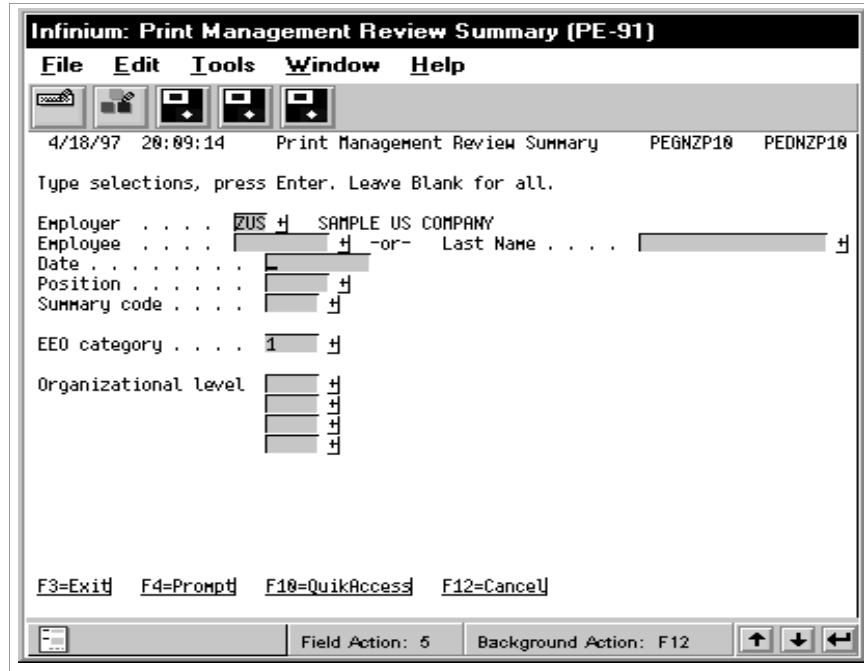 Infinium: Print Management Review Summary (PE-91)
File Edit Tools Window Help
4/18/97 20:09:14 Print Management Review Summary PEGNZP10 PEDNZP10
Type selections, press Enter. Leave Blank for all.
Employer . . . . ZUS + SAMPLE US COMPANY
Employee . . . . + -or- Last Name . . . . +
Date . . . . . . . .
Position . . . . . . +
Summary code . . . . +
EEO category . . . . 1 +
Organizational level +
+
+
+
F3=Exit F4=Prompt F10=QuikAccess F12=Cancel
Field Action: 5 Background Action: F12